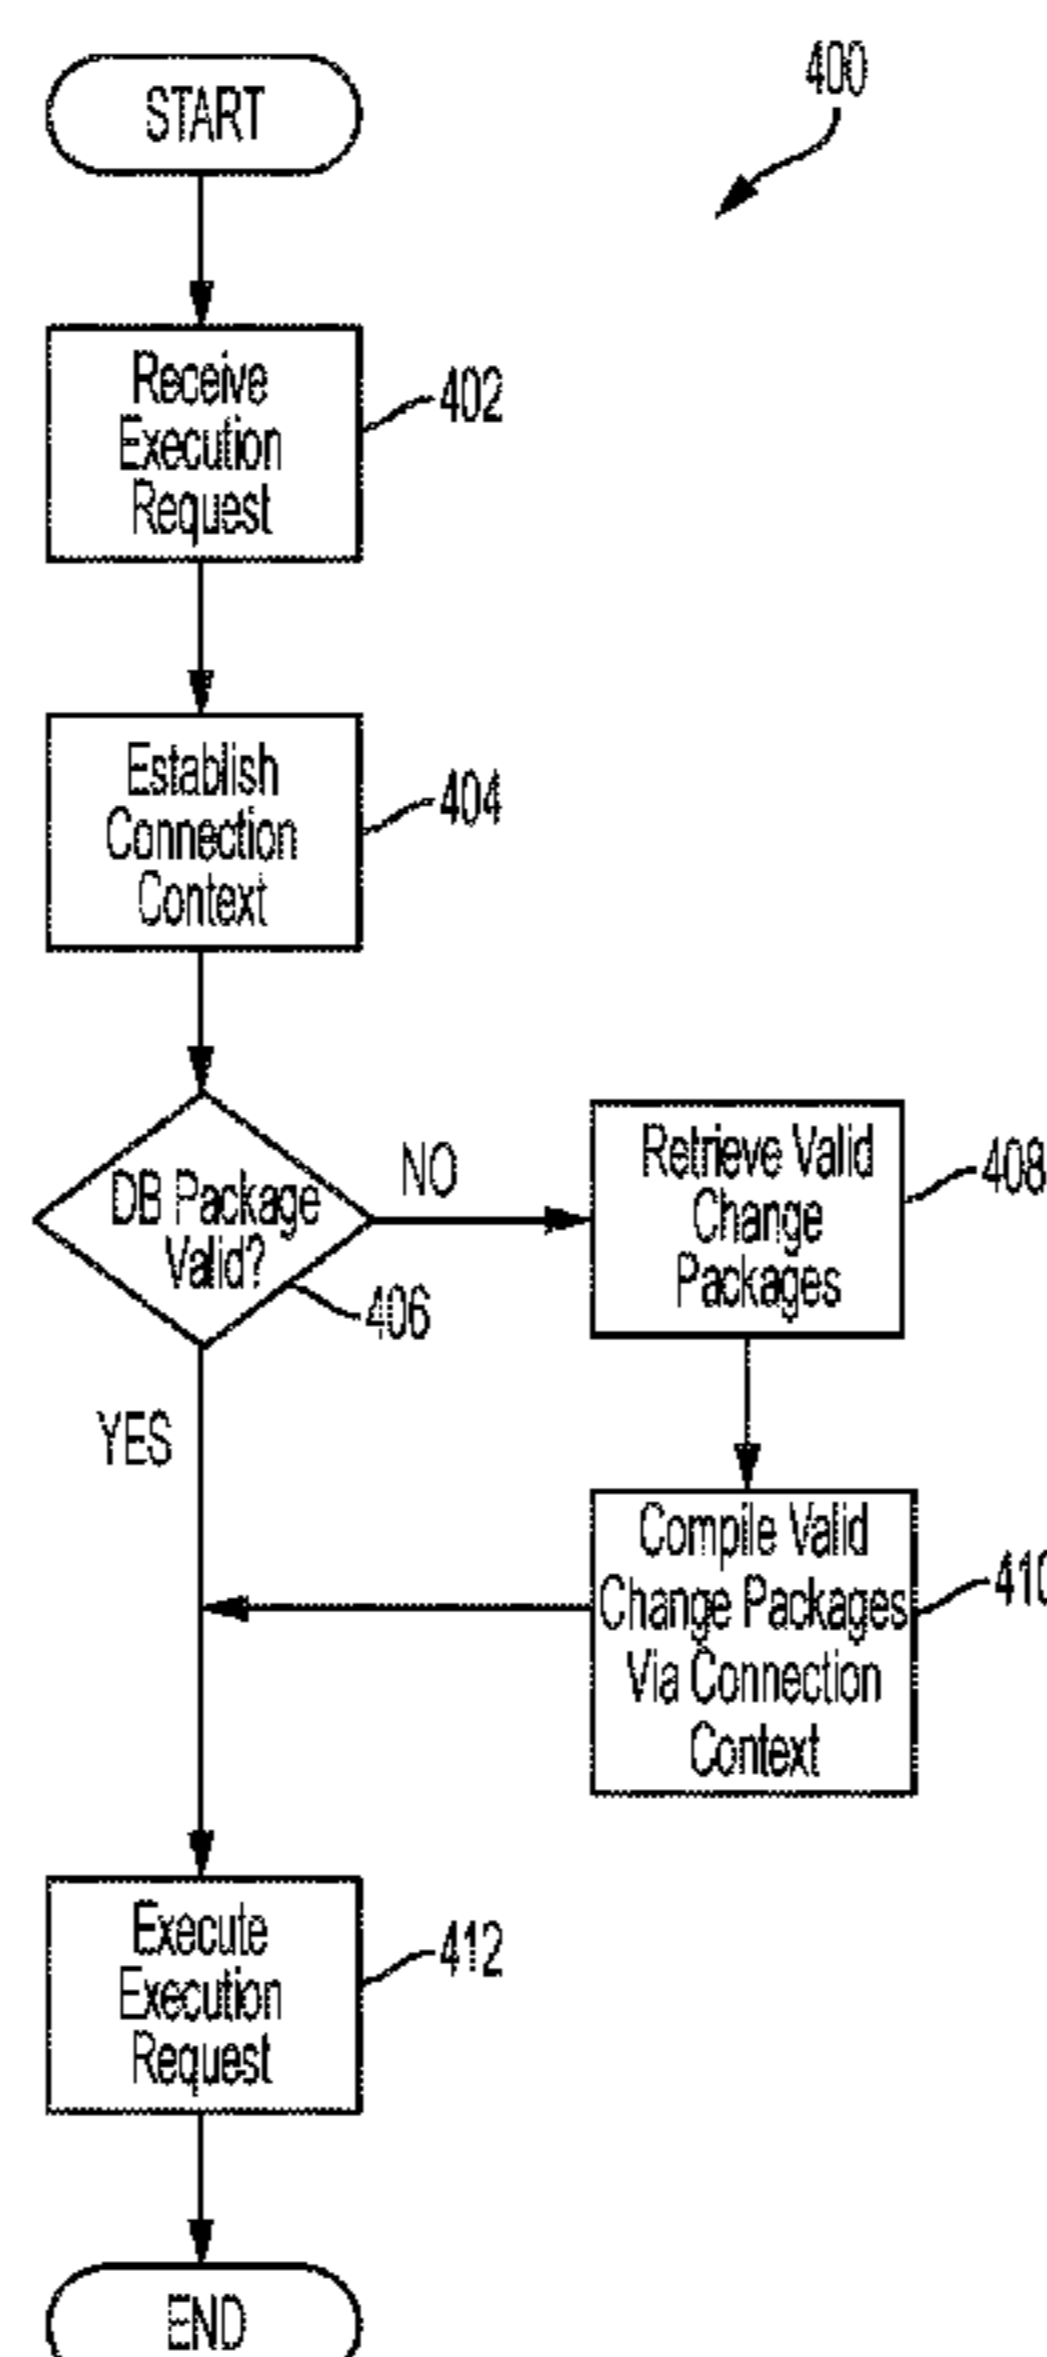 START
400
Receive
Execution
Request
402
Establish
Connection
Context
404
DB Package
Valid?
406
NO
YES
Retrieve Valid
Change
Packages
408
Compile Valid
Change Packages
Via Connection
Context
410
Execute
Execution
Request
412
END